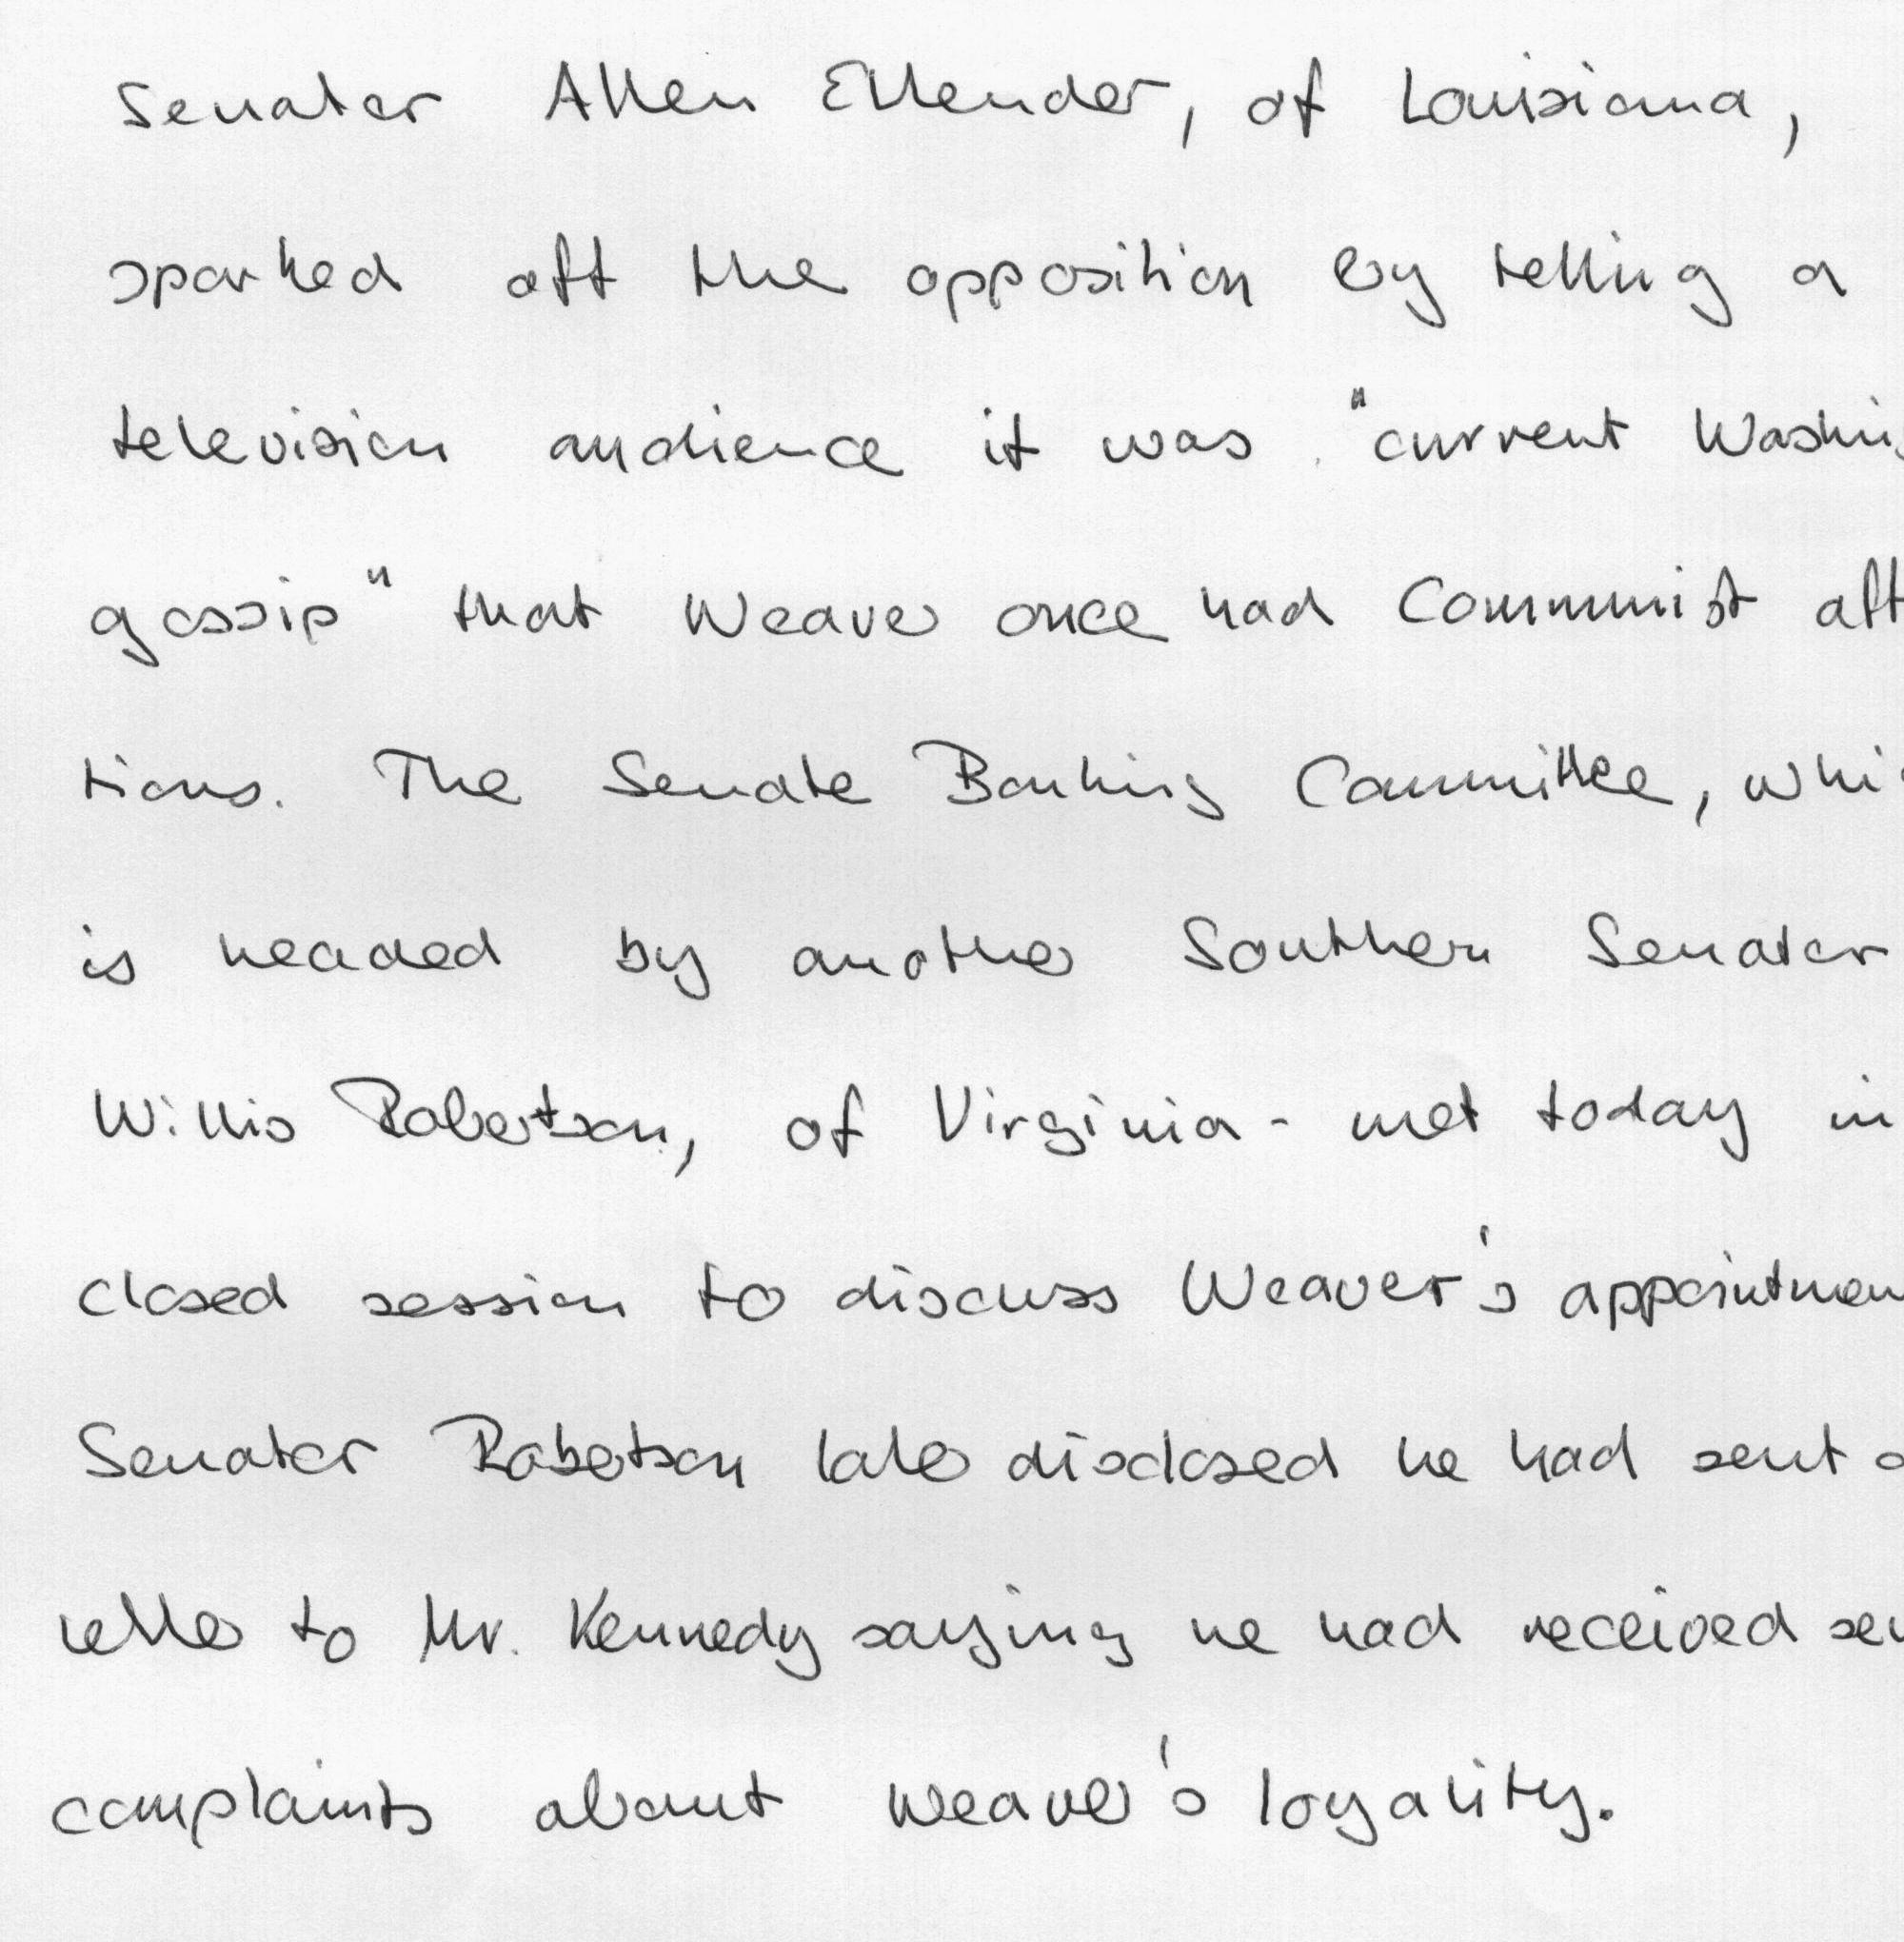 Senator Allen Ellender, of Louisiana,
sparked off the opposition by telling a
television audience it was "current Washing
gossip" that Weaver once had Communist aff
tions. The Senate Banking Committee, whi
is headed by another Southern Senator
Willis Robertson, of Virginia - met today in
closed session to discuss Weaver's appointmen
Senator Robertson later disclosed he had sent a
letter to Mr. Kennedy saying he had received sev
complaints about Weaver's loyality.